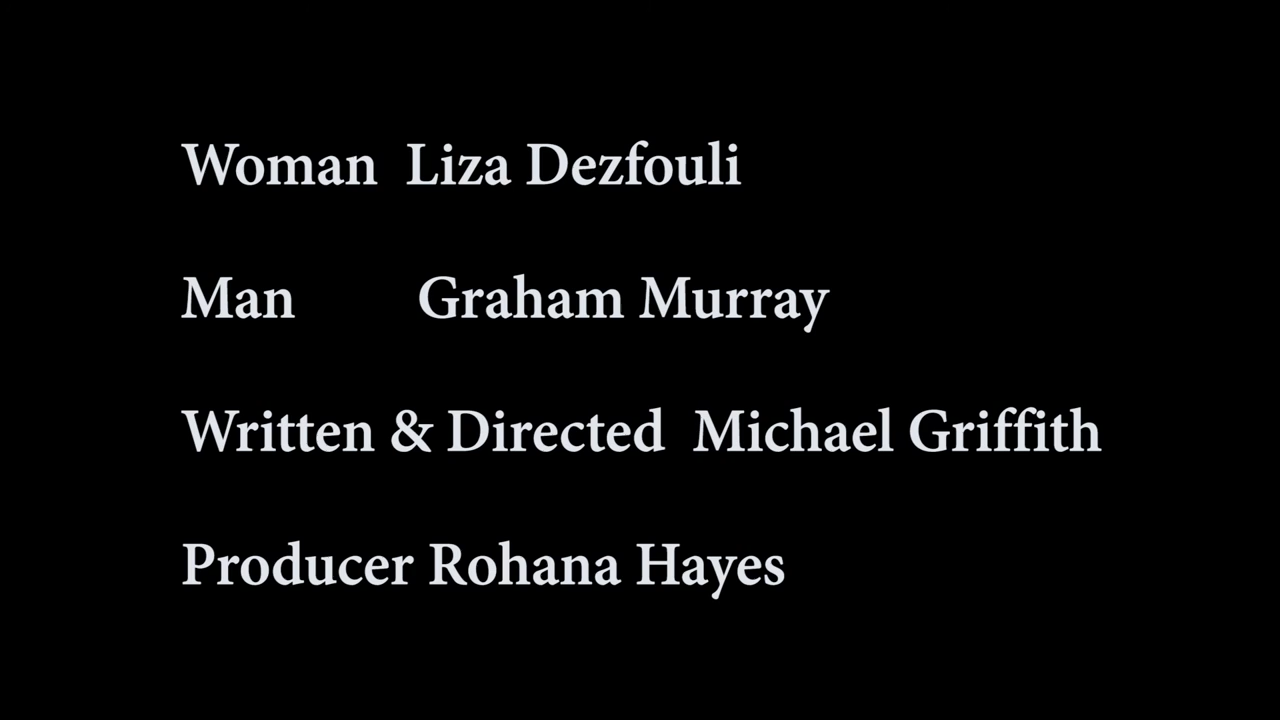 Woman Liza Dezfouli
Man Graham Murray
Written & Directed Michael Griffith
Producer Rohana Hayes